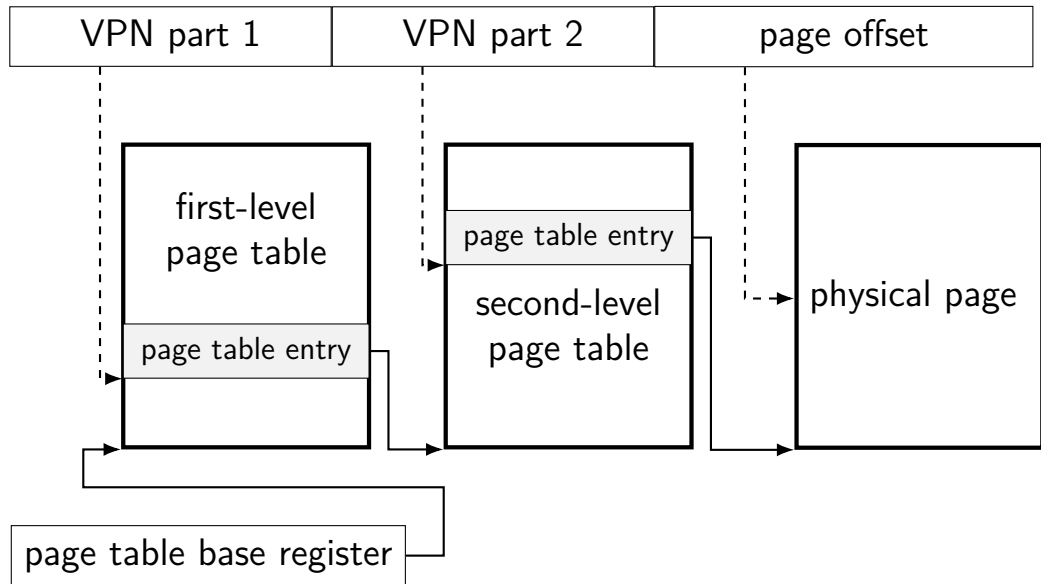 VPN part 1
VPN part 2
page offset
first-level
page table
page table entry
page table entry
second-level
page table
physical page
page table base register